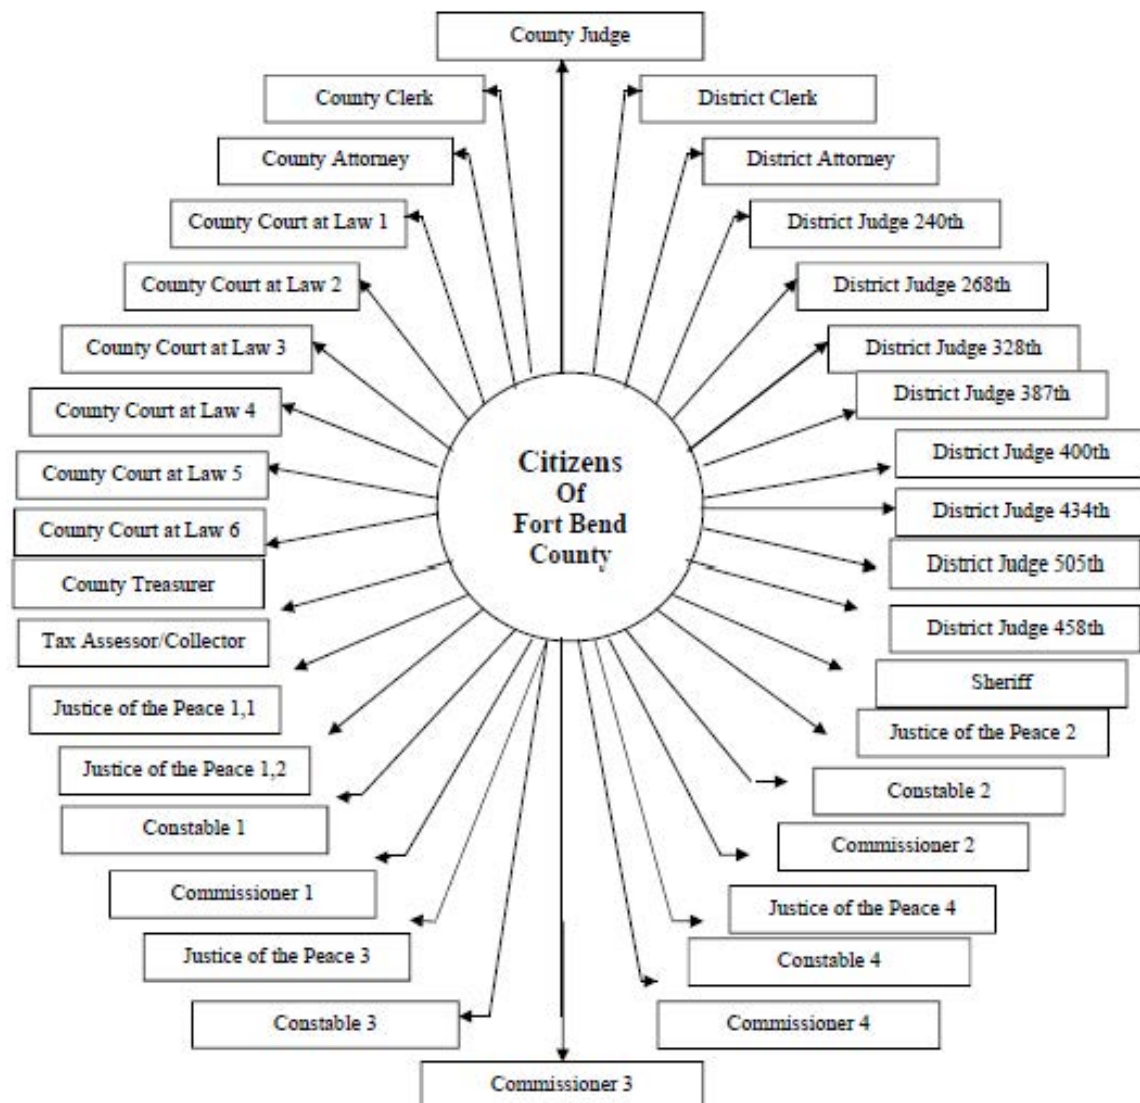 County Judge
County Clerk
District Clerk
County Attorney
District Attorney
County Court at Law 1
District Judge 240th
County Court at Law 2
District Judge 268th
County Court at Law 3
District Judge 328th
District Judge 387th
County Court at Law 4
District Judge 400th
Citizens
Of
Fort Bend
County
County Court at Law 5
District Judge 434th
County Court at Law 6
District Judge 505th
County Treasurer
District Judge 458th
Tax Assessor/Collector
Sheriff
Justice of the Peace 1,1
Justice of the Peace 2
Justice of the Peace 1,2
Constable 2
Constable 1
Commissioner 2
Commissioner 1
Justice of the Peace 4
Justice of the Peace 3
Constable 4
Constable 3
Commissioner 4
Commissioner 3